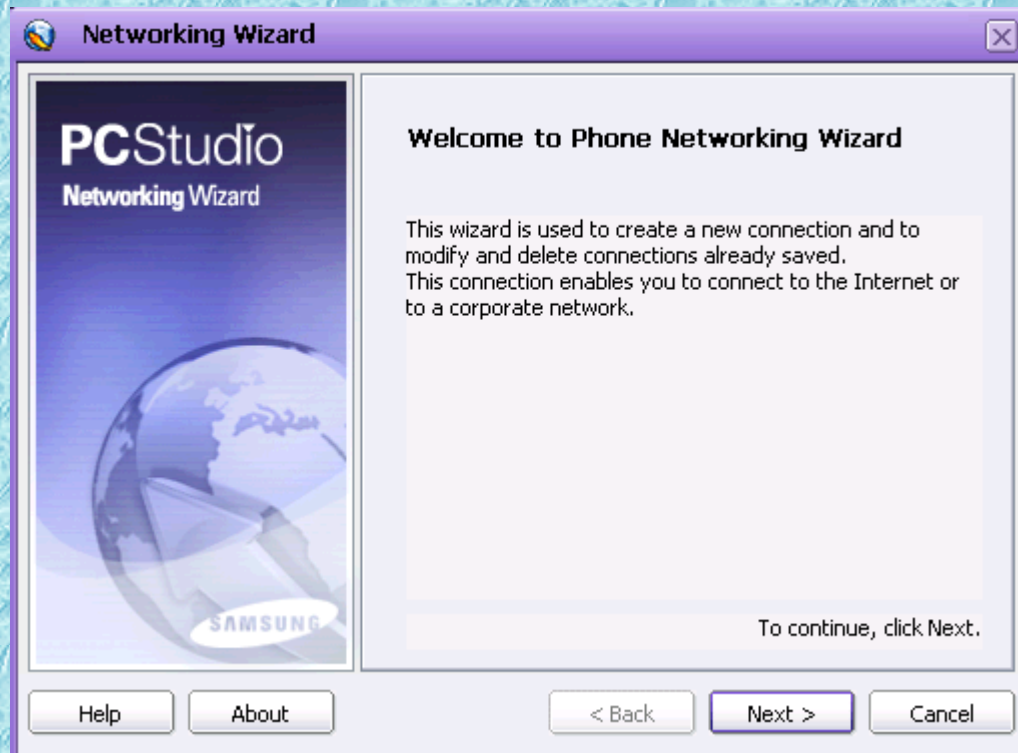 Networking Wizard
PCStudio
Networking Wizard
SAMSUNG
Welcome to Phone Networking Wizard
This wizard is used to create a new connection and to
modify and delete connections already saved.
This connection enables you to connect to the Internet or
to a corporate network.
To continue, click Next.
Help
About
< Back
Next >
Cancel